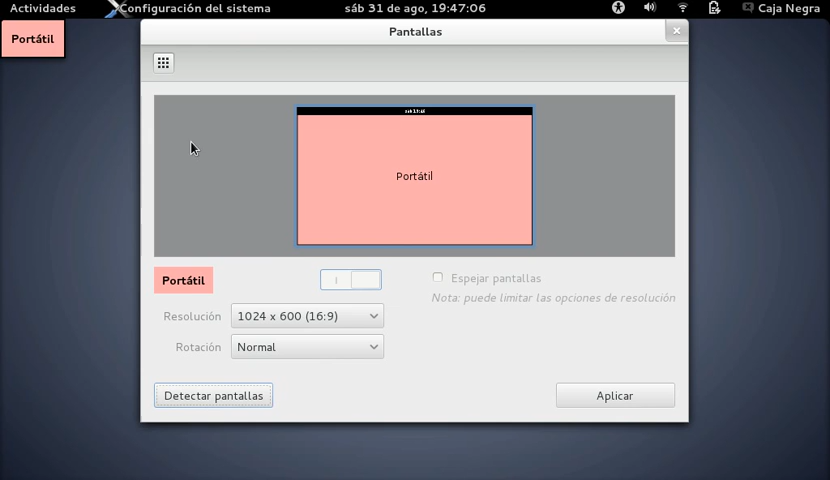 Actividades
Configuración del sistema
sáb 31 de ago, 19:47:06
Caja Negra
Portátil
Pantallas
Portátil
Portátil
Espejar pantallas
Nota: puede limitar las opciones de resolución
Resolución
1024 x 600 (16:9)
Rotación
Normal
Detectar pantallas
Aplicar